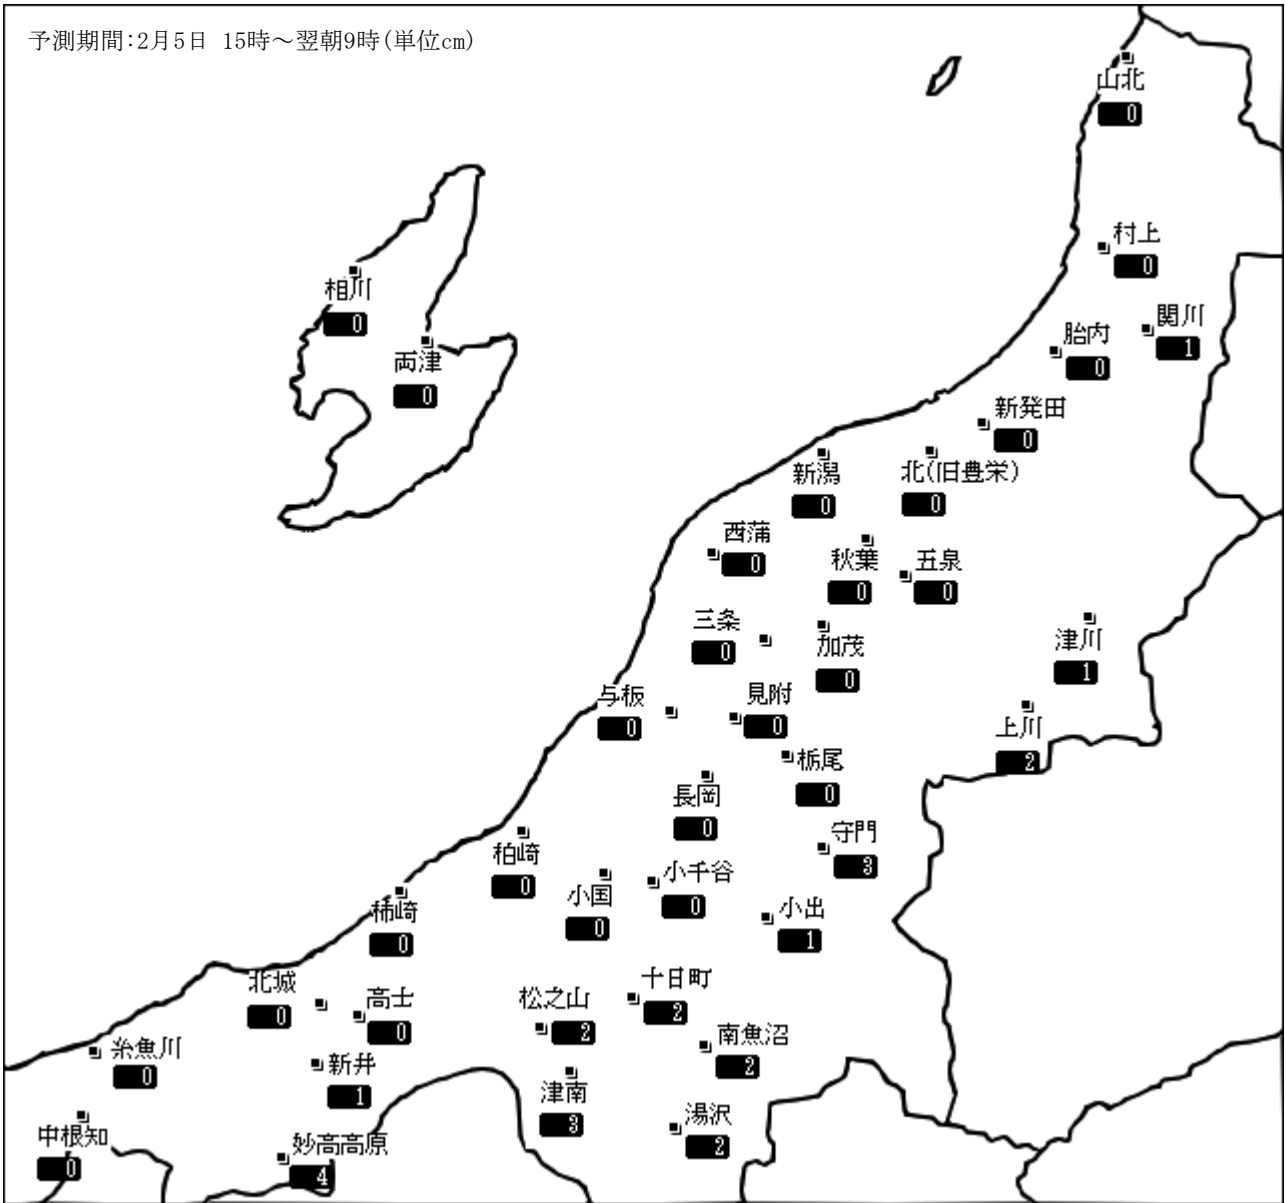 予測期間:2月5日 15時～翌朝9時(単位cm)
山北
0
村上
0
相川
0
関川
1
胎内
0
両津
0
新発田
0
新潟
0
北(旧豊栄)
0
西蒲
0
秋葉
0
五泉
0
三条
0
加茂
0
津川
1
与板
0
見附
0
上川
2
栃尾
0
長岡
0
守門
3
柏崎
0
小千谷
0
小国
0
小出
1
柿崎
0
北城
0
高士
0
松之山
2
十日町
2
南魚沼
2
糸魚川
0
新井
1
津南
3
湯沢
2
中根知
0
妙高高原
4